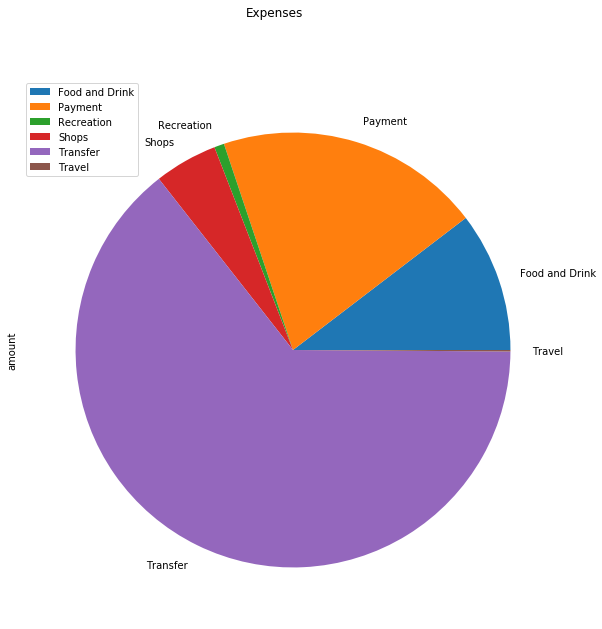 Expenses
Food and Drink
Payment
Recreation
Shops
Transfer
Travel
Payment
Recreation
Shops
Food and Drink
Travel
amount
Transfer